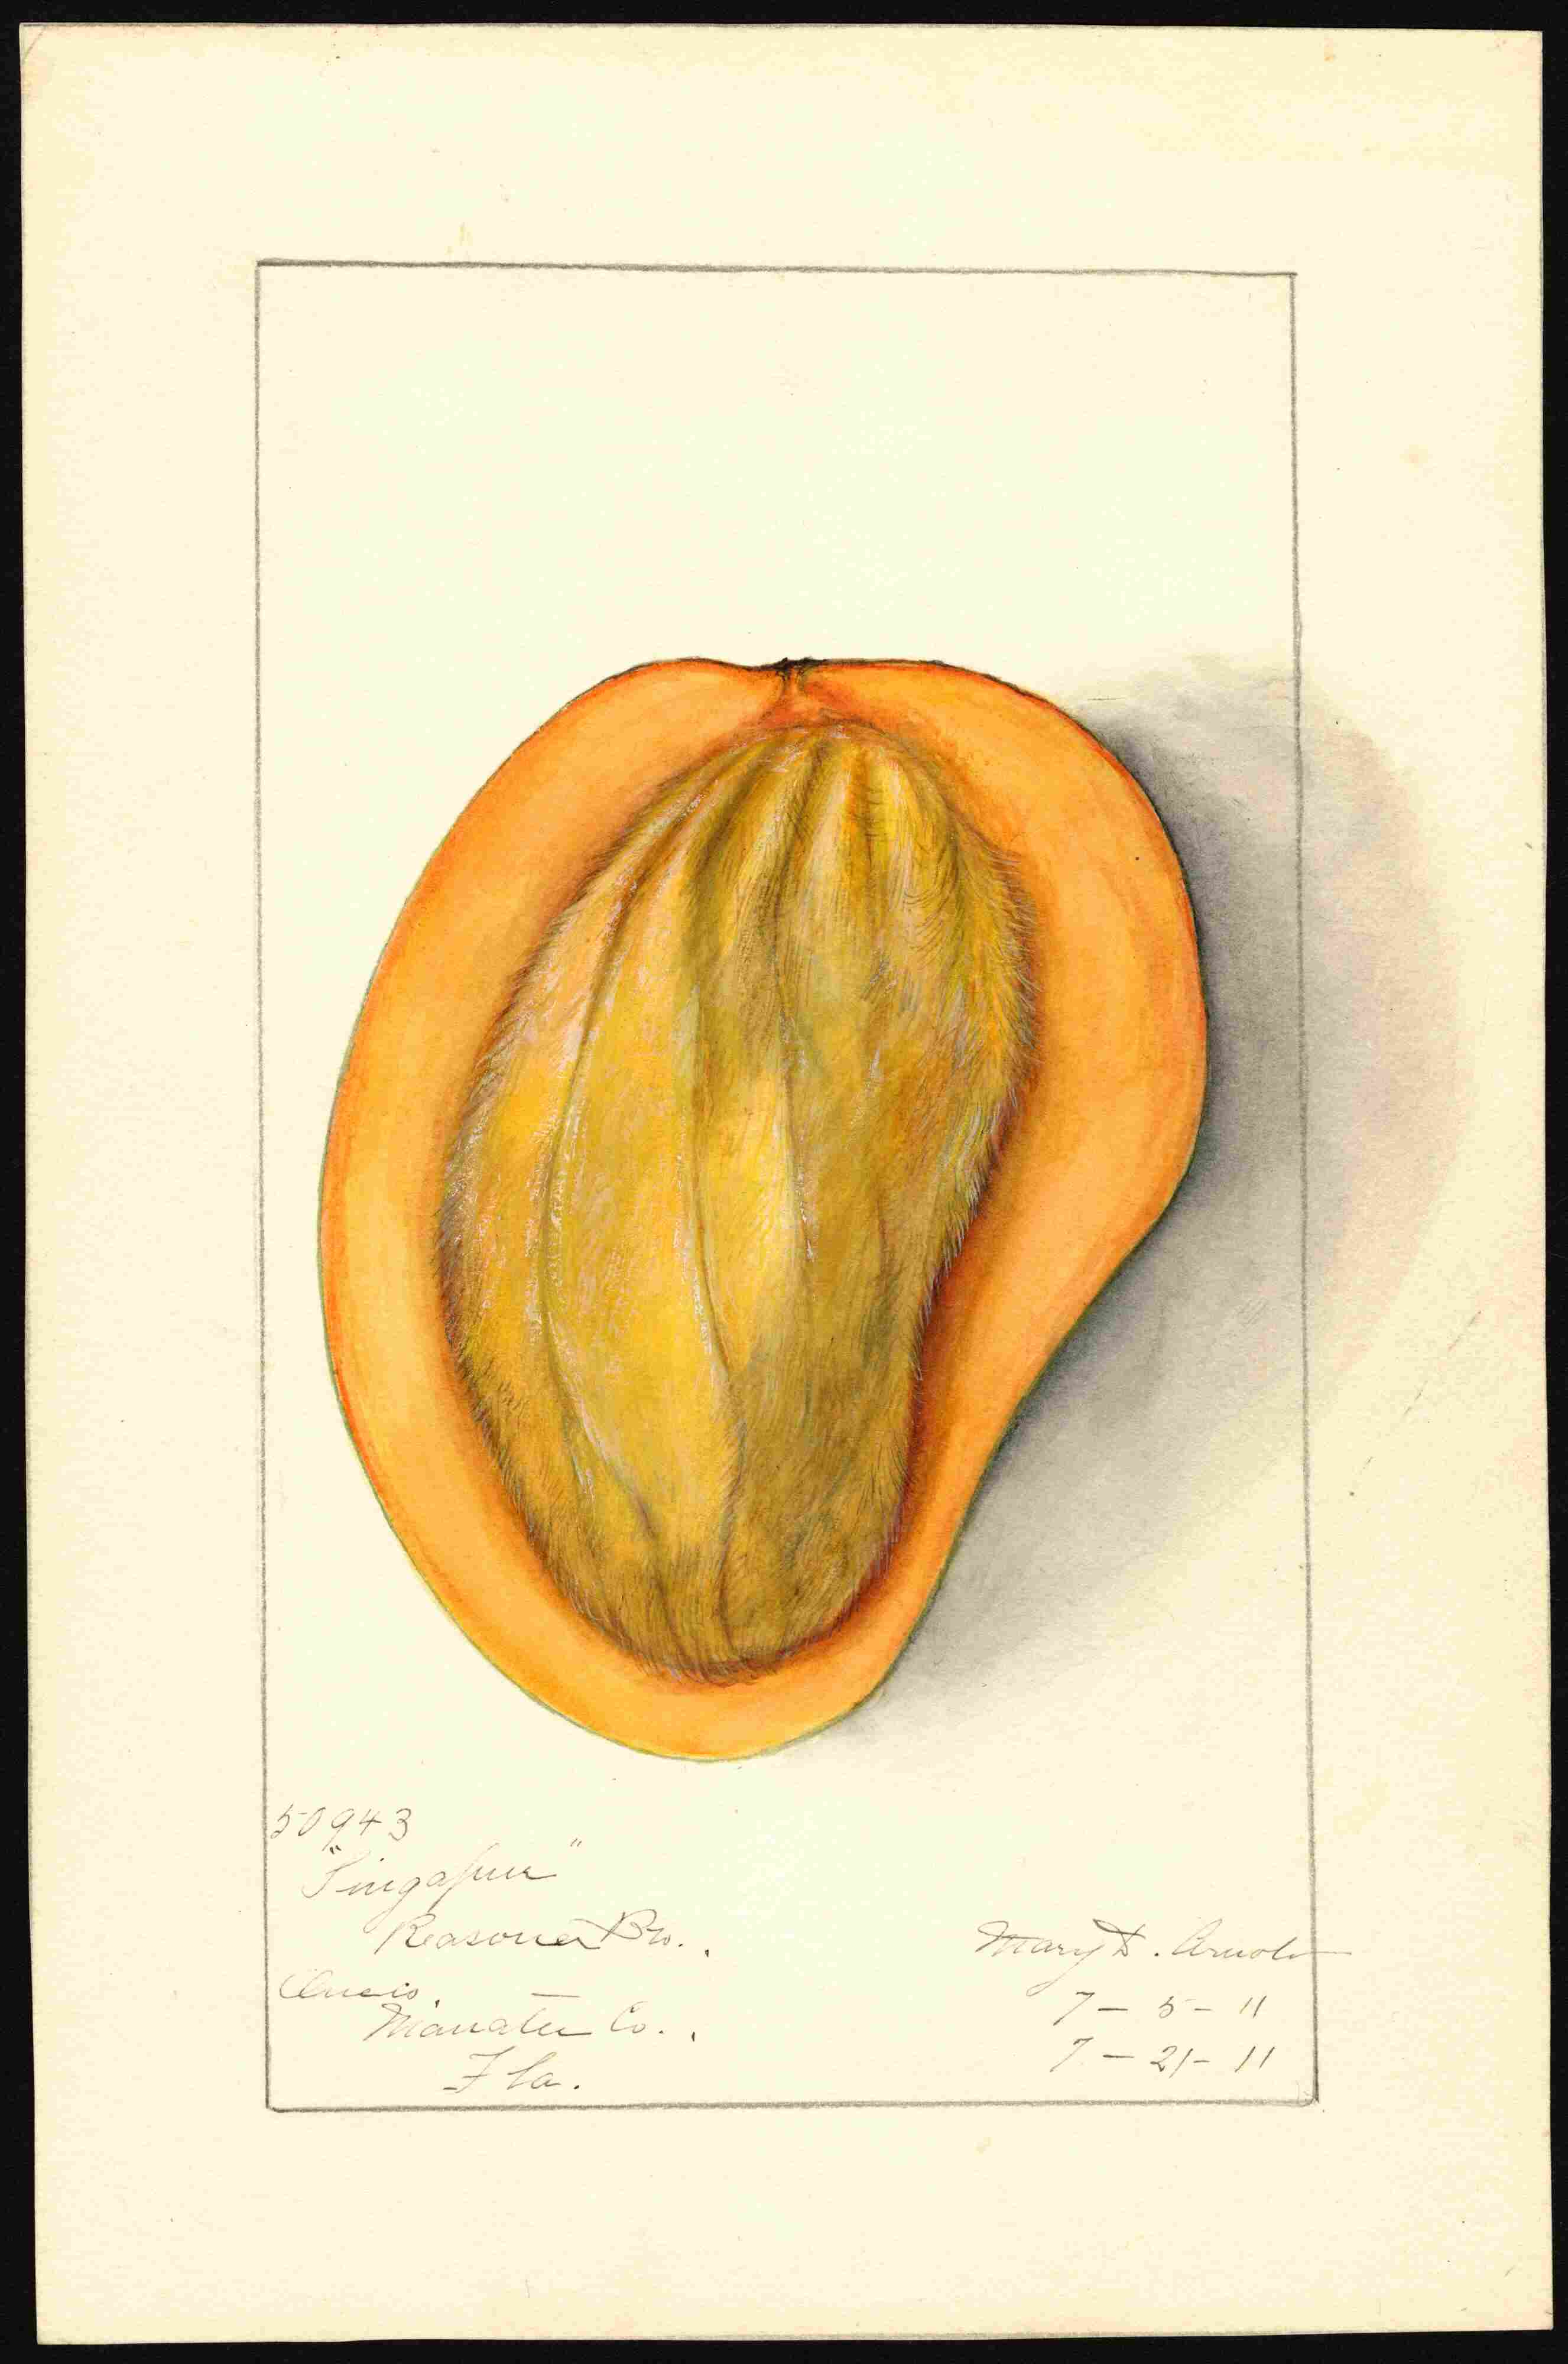 50943
"Singapur"
Reasoner Bro.,
Oneco,
Manatee Co.,
Fla.
Mary D. Arnold
7-5-11
7-21-11